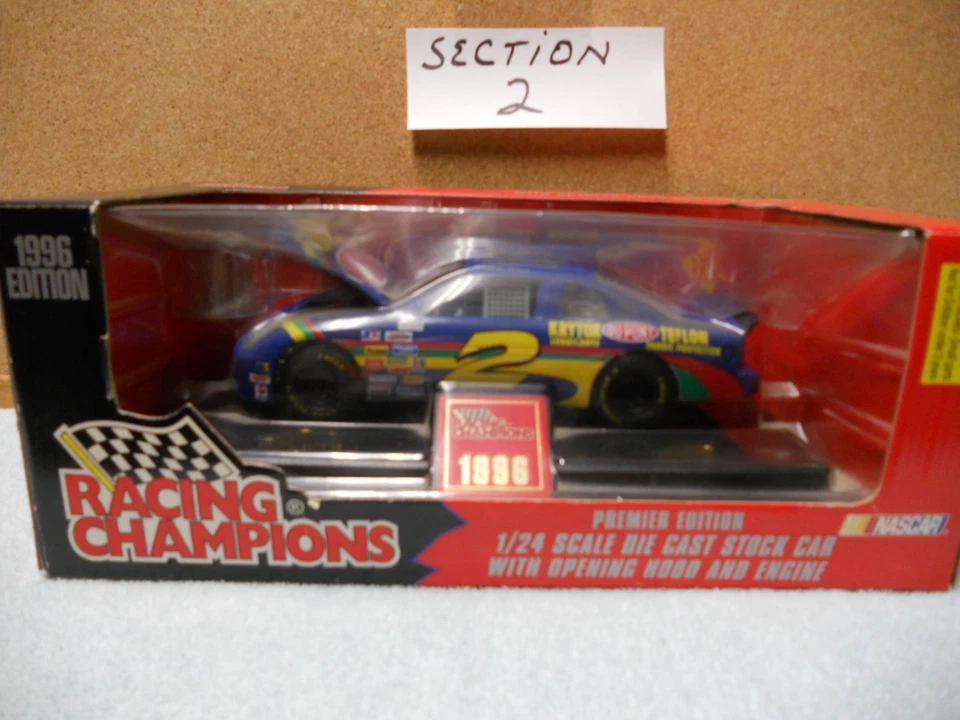 SECTION
2
1996
EDITION
2
KRYTOX DUPONT TEFLON
LUBRICANTS
RACING
CHAMPIONS
1996
RACING
CHAMPIONS®
PREMIER EDITION
1/24 SCALE DIE CAST STOCK CAR
WITH OPENING HOOD AND ENGINE
NASCAR